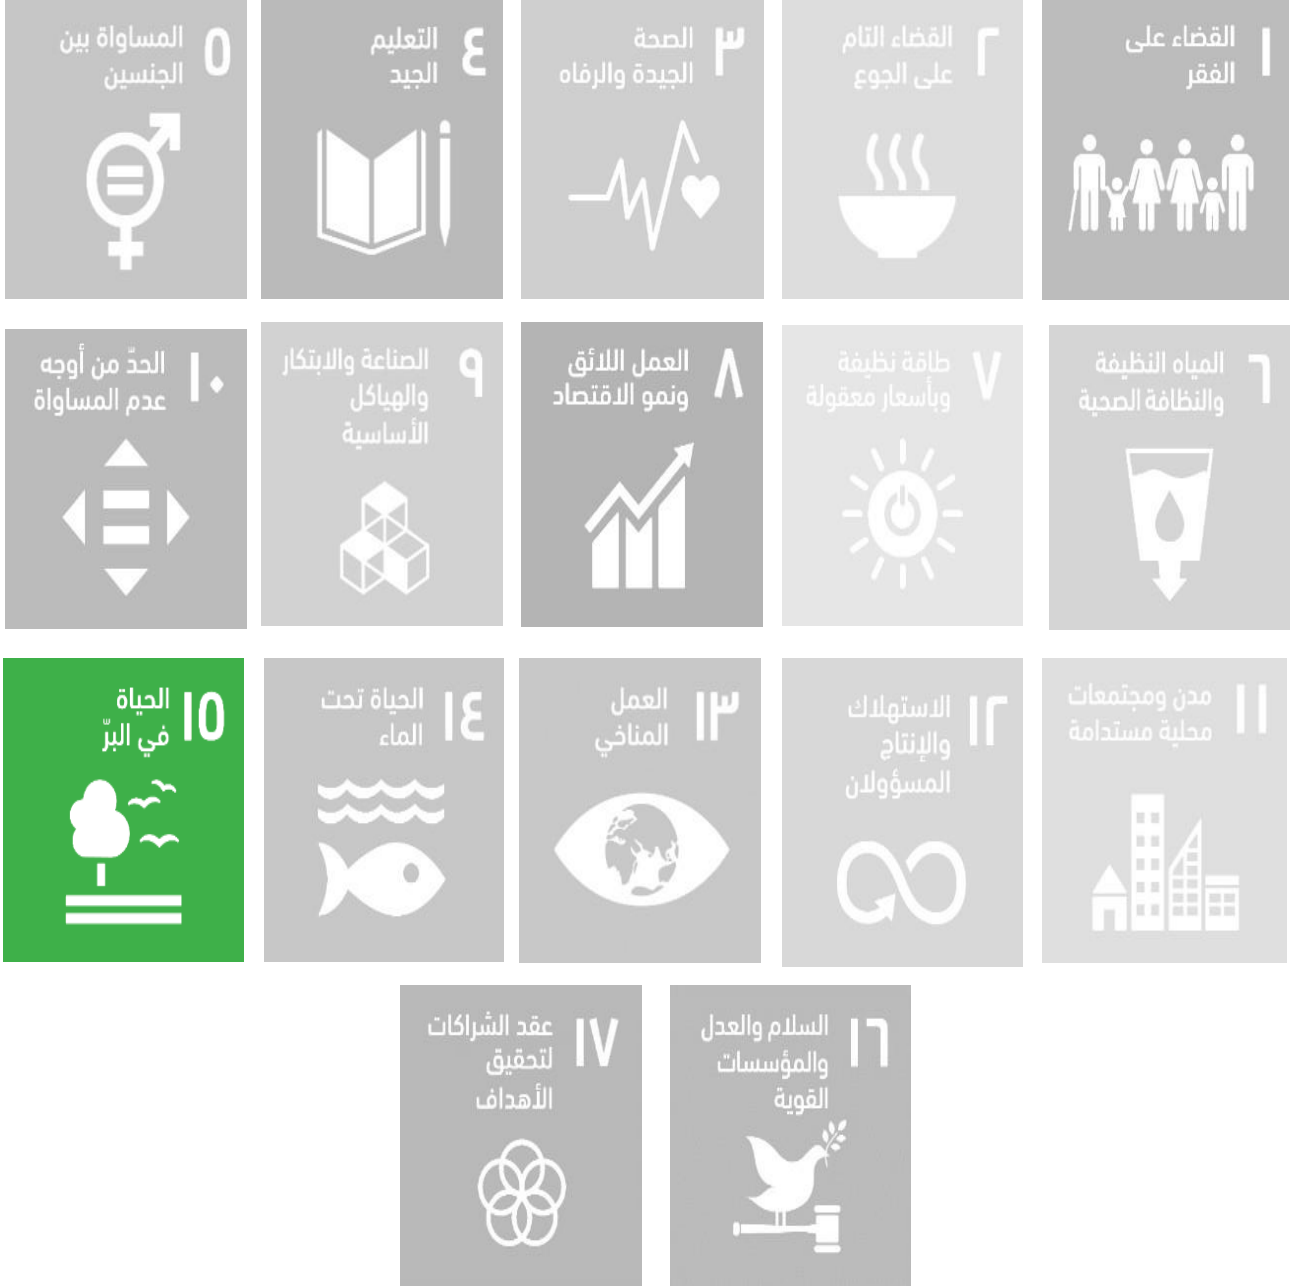 ١ القضاء على
الفقر
٢ القضاء التام
على الجوع
٣ الصحة
الجيدة والرفاه
٤ التعليم
الجيد
٥ المساواة بين
الجنسين
٦ المياه النظيفة
والنظافة الصحية
٧ طاقة نظيفة
وبأسعار معقولة
٨ العمل اللائق
ونمو الاقتصاد
٩ الصناعة والابتكار
والهياكل
الأساسية
١٠ الحدّ من أوجه
عدم المساواة
١١ مدن ومجتمعات
محلية مستدامة
١٢ الاستهلاك
والإنتاج
المسؤولان
١٣ العمل
المناخي
١٤ الحياة تحت
الماء
١٥ الحياة
في البرّ
١٦ السلام والعدل
والمؤسسات
القوية
١٧ عقد الشراكات
لتحقيق
الأهداف